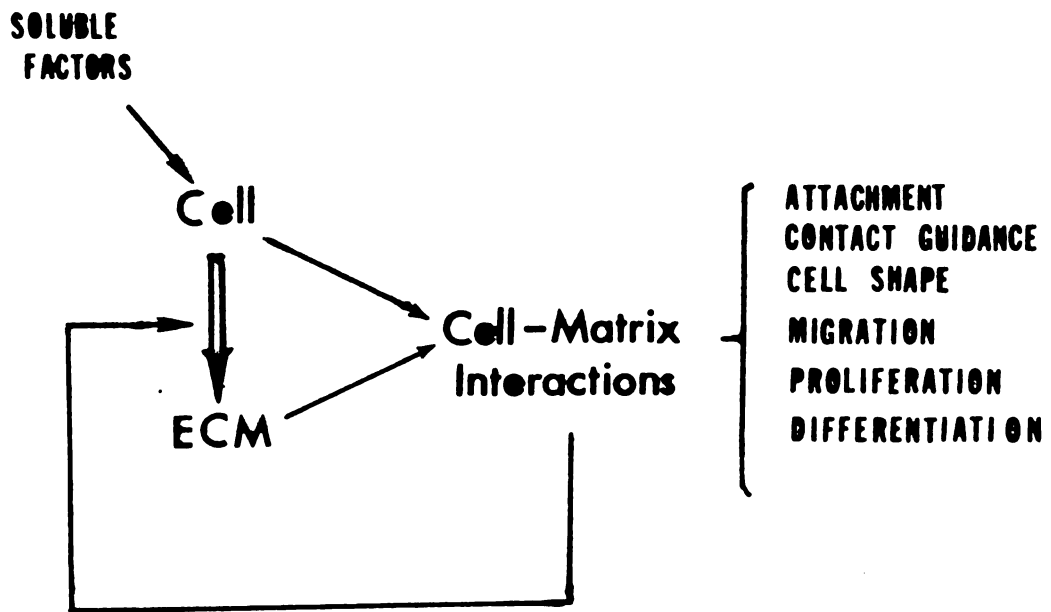 SOLUBLE
FACTORS
Cell
ECM
Cell-Matrix
Interactions
ATTACHMENT
CONTACT GUIDANCE
CELL SHAPE
MIGRATION
PROLIFERATION
DIFFERENTIATION